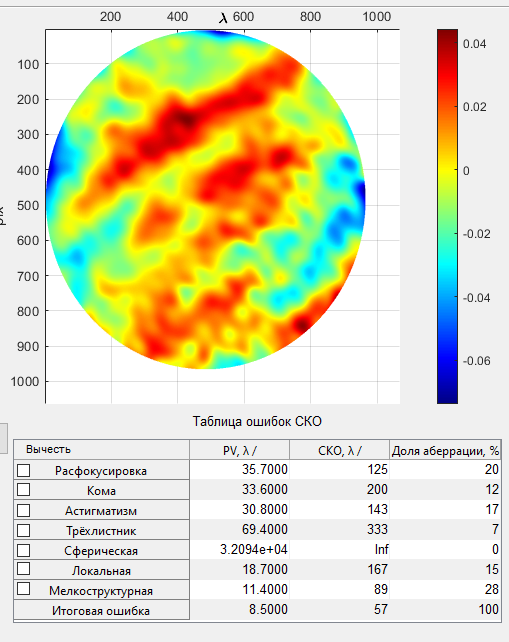 200 400 λ 600 800 1000
0.04
100
200
0.02
300
0
400
500
-0.02
600
700
-0.04
800
900
-0.06
1000
Таблица ошибок СКО
Вычесть PV, λ / СКО, λ / Доля аберрации, %
Расфокусировка 35.7000 125 20
Кома 33.6000 200 12
Астигматизм 30.8000 143 17
Трёхлистник 69.4000 333 7
Сферическая 3.2094e+04 Inf 0
Локальная 18.7000 167 15
Мелкоструктурная 11.4000 89 28
Итоговая ошибка 8.5000 57 100